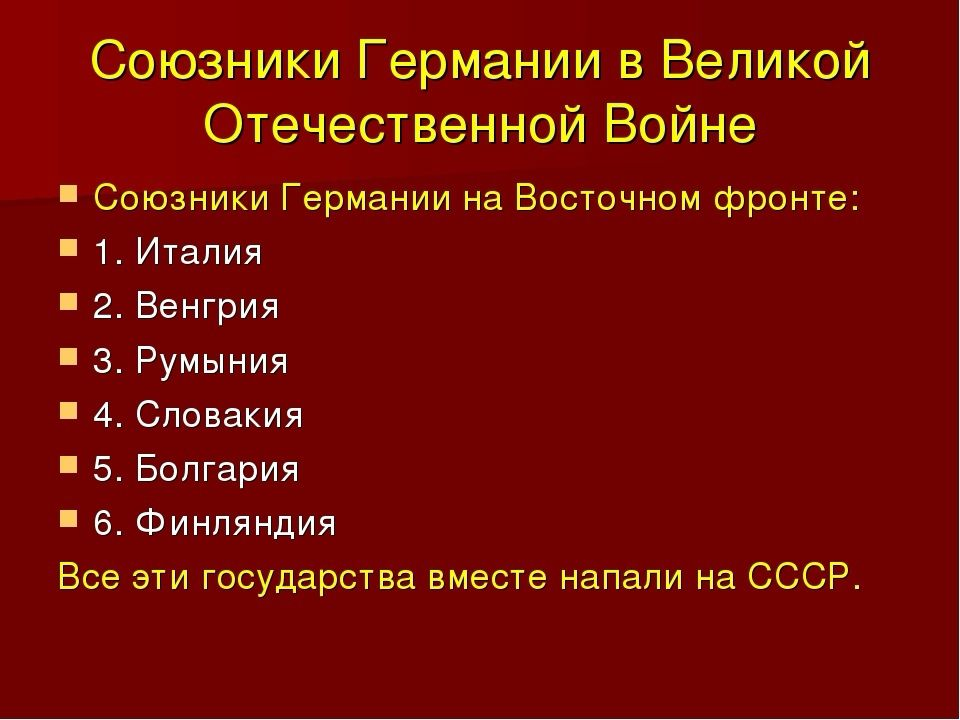 Союзники Германии в Великой
Отечественной Войне
Союзники Германии на Восточном фронте:
1. Италия
2. Венгрия
3. Румыния
4. Словакия
5. Болгария
6. Финляндия
Все эти государства вместе напали на СССР.